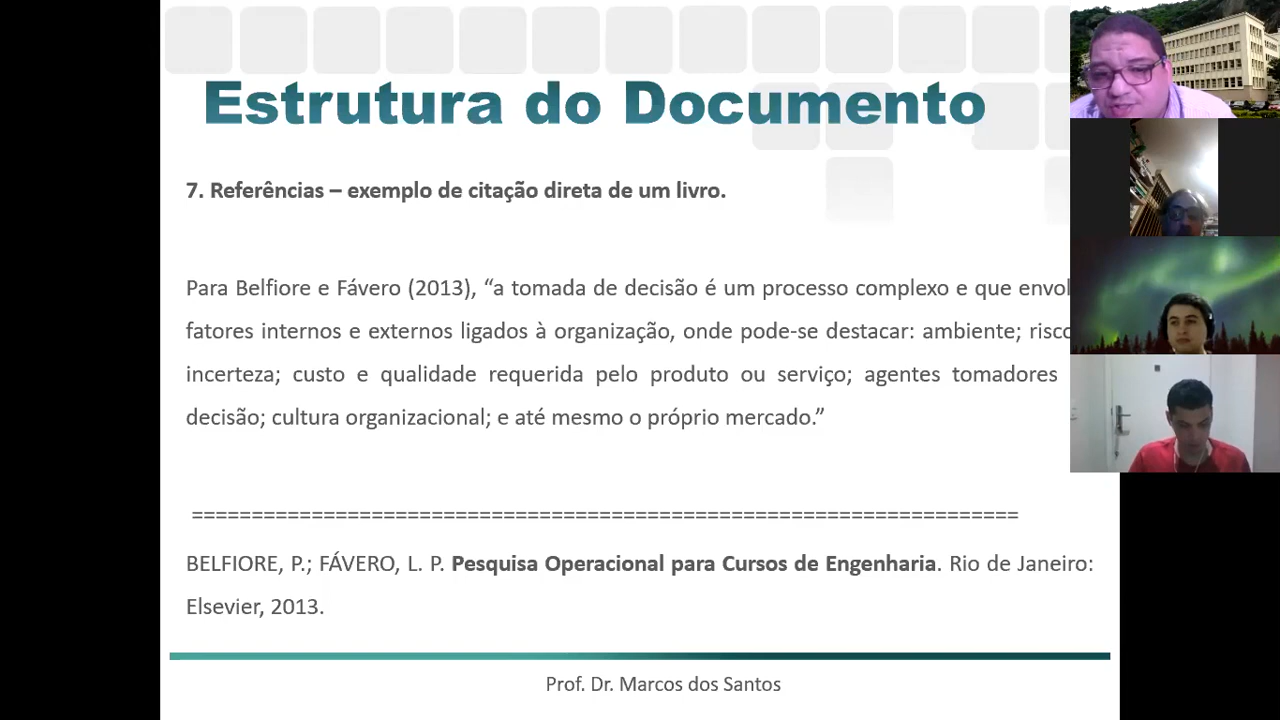 Estrutura do Documento
7. Referências – exemplo de citação direta de um livro.
Para Belfiore e Fávero (2013), “a tomada de decisão é um processo complexo e que envol
fatores internos e externos ligados à organização, onde pode-se destacar: ambiente; risco
incerteza; custo e qualidade requerida pelo produto ou serviço; agentes tomadores
decisão; cultura organizacional; e até mesmo o próprio mercado.”
=====================================================================
BELFIORE, P.; FÁVERO, L. P. Pesquisa Operacional para Cursos de Engenharia. Rio de Janeiro:
Elsevier, 2013.
Prof. Dr. Marcos dos Santos